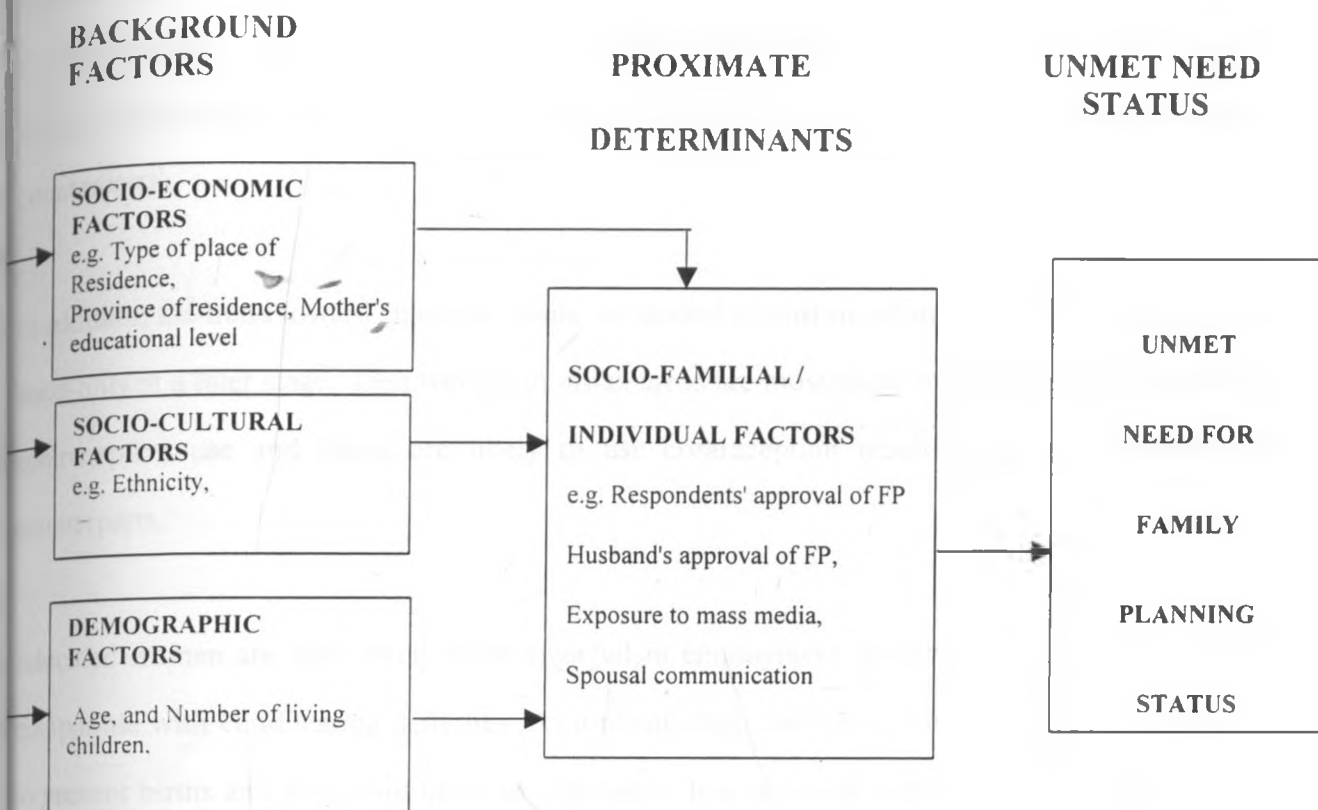 BACKGROUND
FACTORS
PROXIMATE
DETERMINANTS
UNMET NEED
STATUS
SOCIO-ECONOMIC
FACTORS
e.g. Type of place of
Residence,
Province of residence, Mother's
educational level
SOCIO-CULTURAL
FACTORS
e.g. Ethnicity,
DEMOGRAPHIC
FACTORS
Age, and Number of living
children.
SOCIO-FAMILIAL /
INDIVIDUAL FACTORS
e.g. Respondents' approval of FP
Husband's approval of FP,
Exposure to mass media,
Spousal communication
UNMET
NEED FOR
FAMILY
PLANNING
STATUS